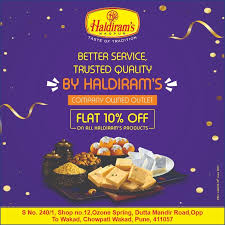 Haldiram's
NAGPUR
TASTE OF TRADITION
BETTER SERVICE,
TRUSTED QUALITY
BY HALDIRAM'S
COMPANY OWNED OUTLET
FLAT 10% OFF
ON ALL HALDIRAM'S PRODUCTS
S No. 240/1, Shop no.12,Ozone Spring, Dutta Mandir Road,Opp
To Wakad, Chowpati Wakad, Pune, 411057